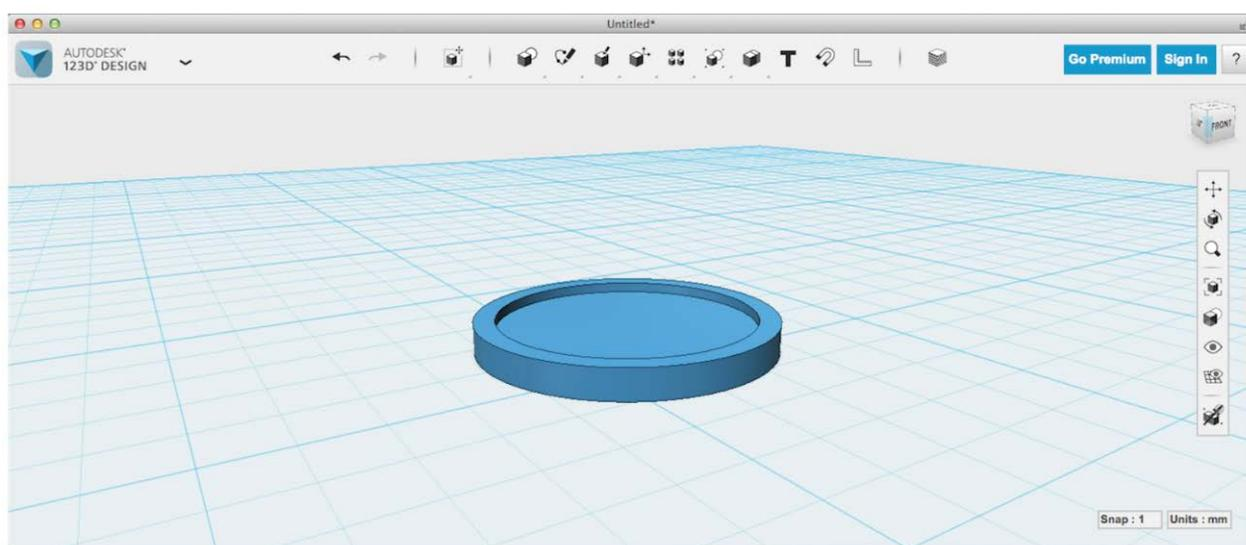 Untitled*
AUTODESK®
123D® DESIGN
Go Premium
Sign In
?
FRONT
Snap : 1
Units : mm